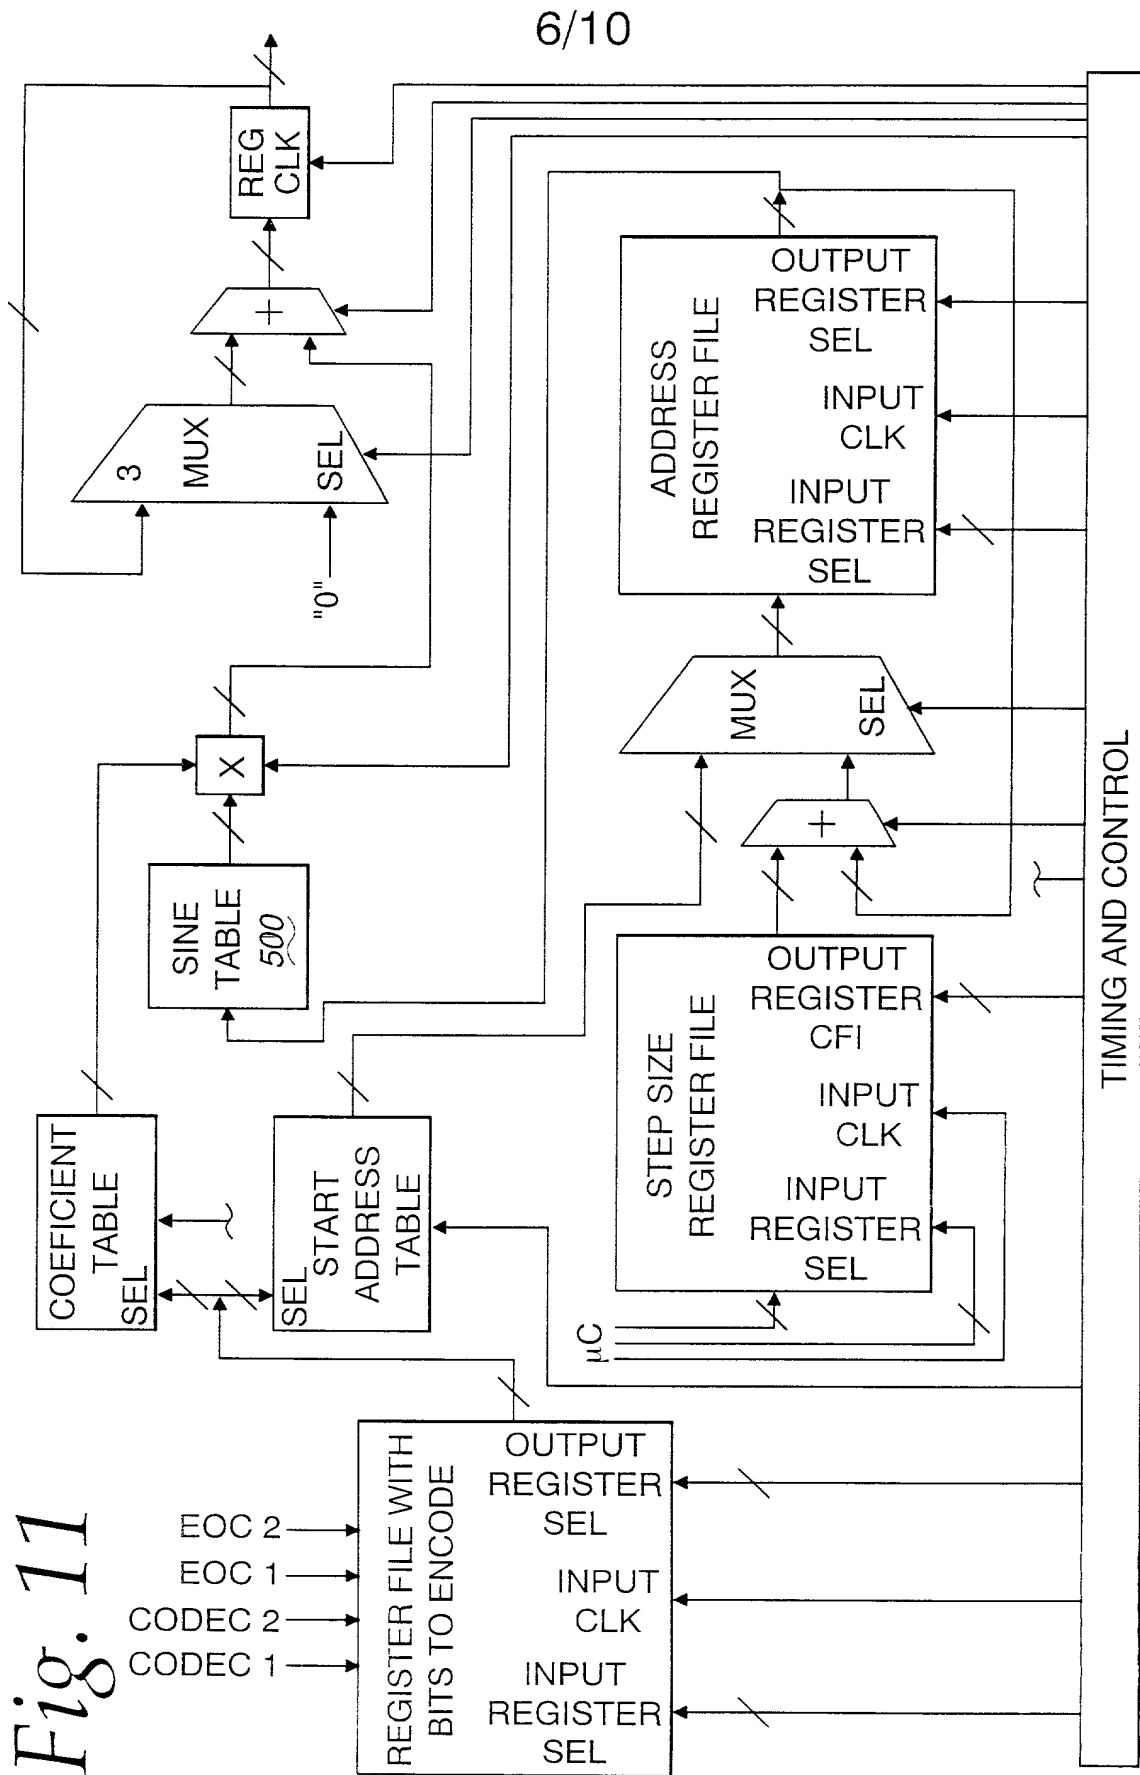 6/10
Fig. 11
EOC 2
EOC 1
CODEC 2
CODEC 1
REGISTER FILE WITH
BITS TO ENCODE
OUTPUT
REGISTER
SEL
INPUT
CLK
INPUT
REGISTER
SEL
COEFICIENT
TABLE
SEL
SEL
START
ADDRESS
TABLE
SINE
TABLE
500
X
"0"
3
MUX
SEL
+
REG
CLK
µC
STEP SIZE
REGISTER FILE
OUTPUT
REGISTER
CFI
INPUT
CLK
INPUT
REGISTER
SEL
+
MUX
SEL
ADDRESS
REGISTER FILE
OUTPUT
REGISTER
SEL
INPUT
CLK
INPUT
REGISTER
SEL
TIMING AND CONTROL